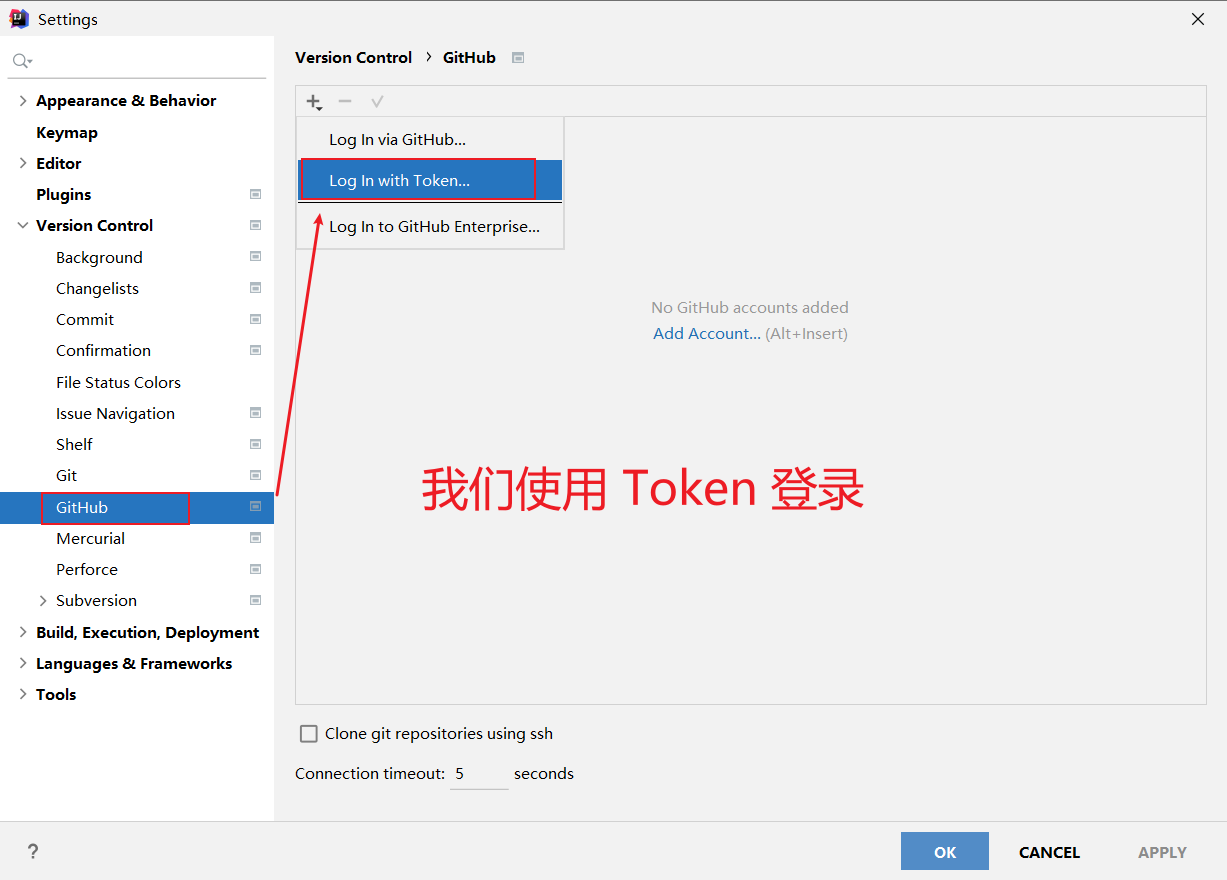 Settings
Version Control › GitHub
Appearance & Behavior
Keymap
Editor
Plugins
Version Control
Background
Changelists
Commit
Confirmation
File Status Colors
Issue Navigation
Shelf
Git
GitHub
Mercurial
Perforce
Subversion
Build, Execution, Deployment
Languages & Frameworks
Tools
Log In via GitHub...
Log In with Token...
Log In to GitHub Enterprise...
No GitHub accounts added
Add Account... (Alt+Insert)
我们使用 Token 登录
Clone git repositories using ssh
Connection timeout: 5 seconds
?
OK
CANCEL
APPLY